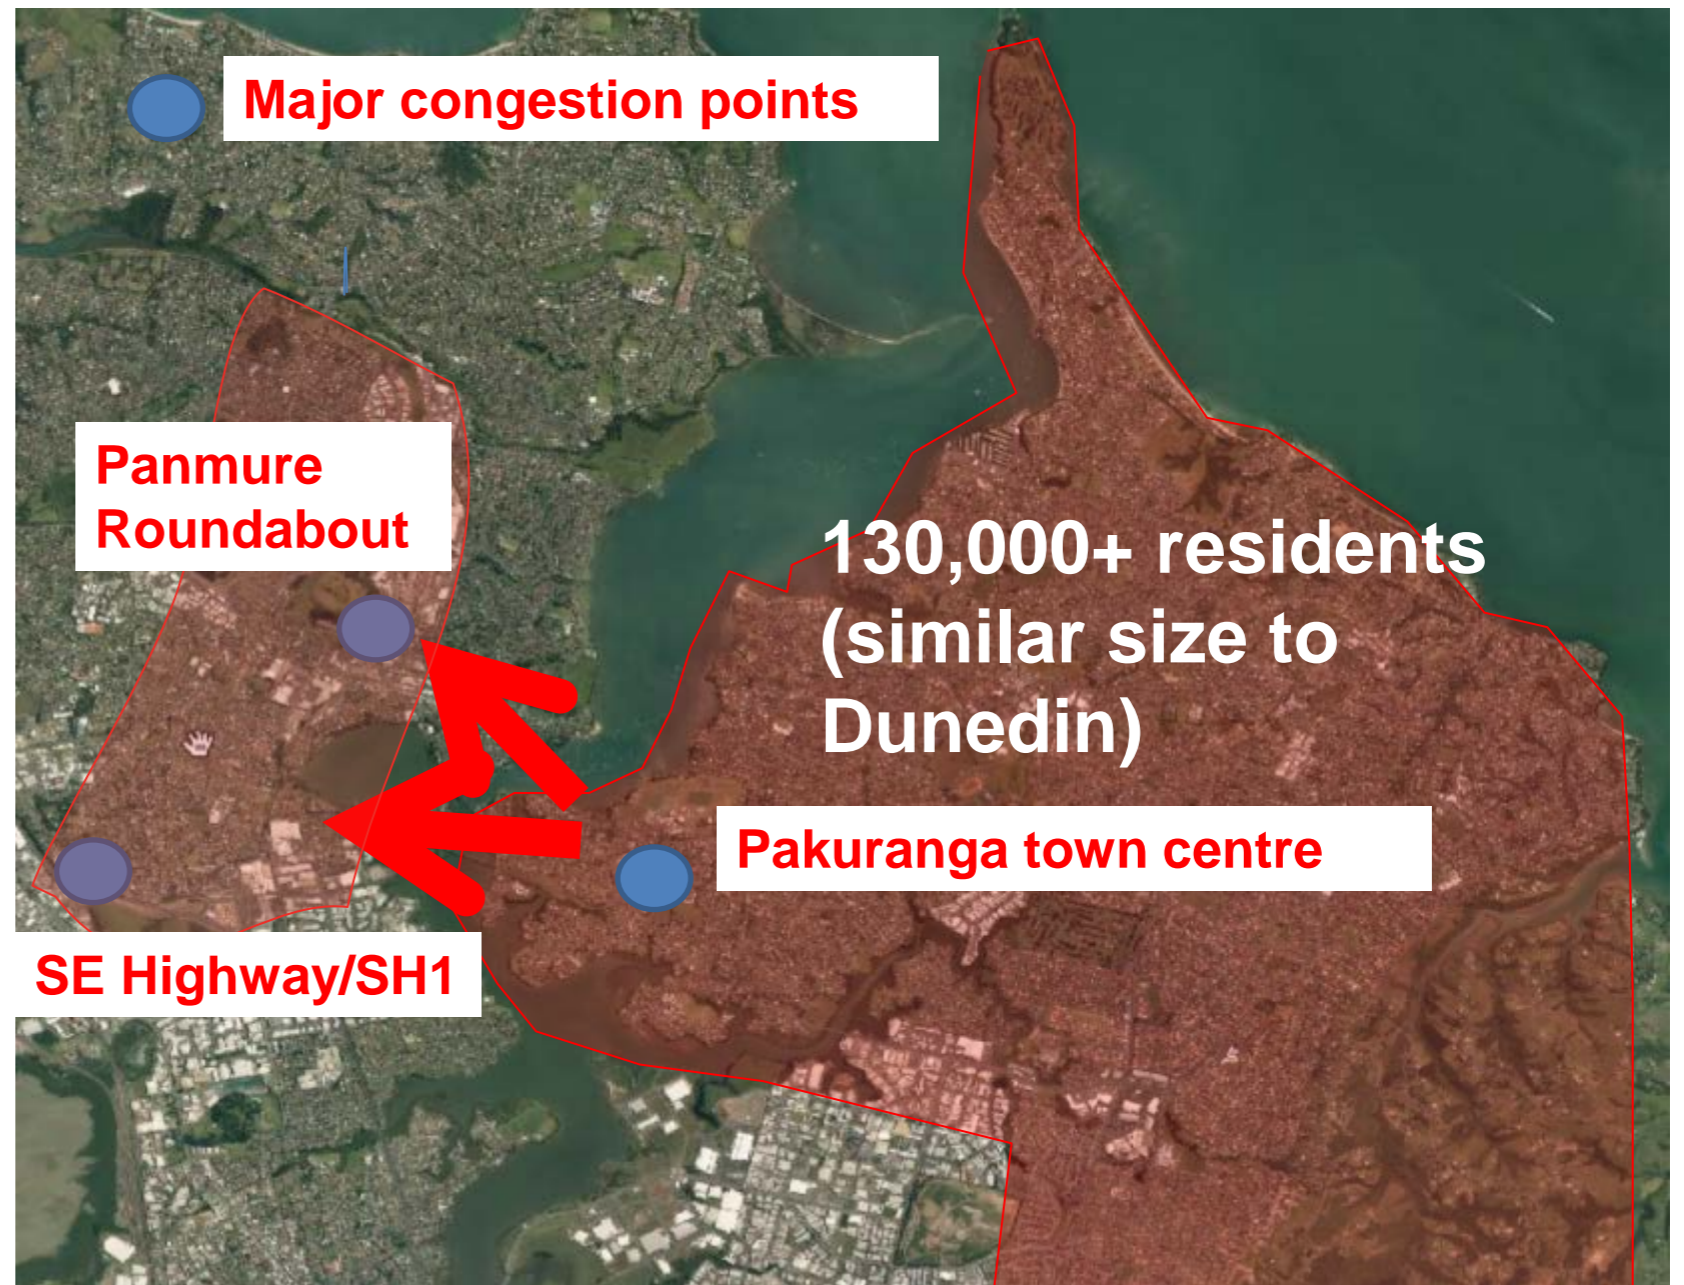 Major congestion points
Panmure
Roundabout
130,000+ residents
(similar size to
Dunedin)
Pakuranga town centre
SE Highway/SH1